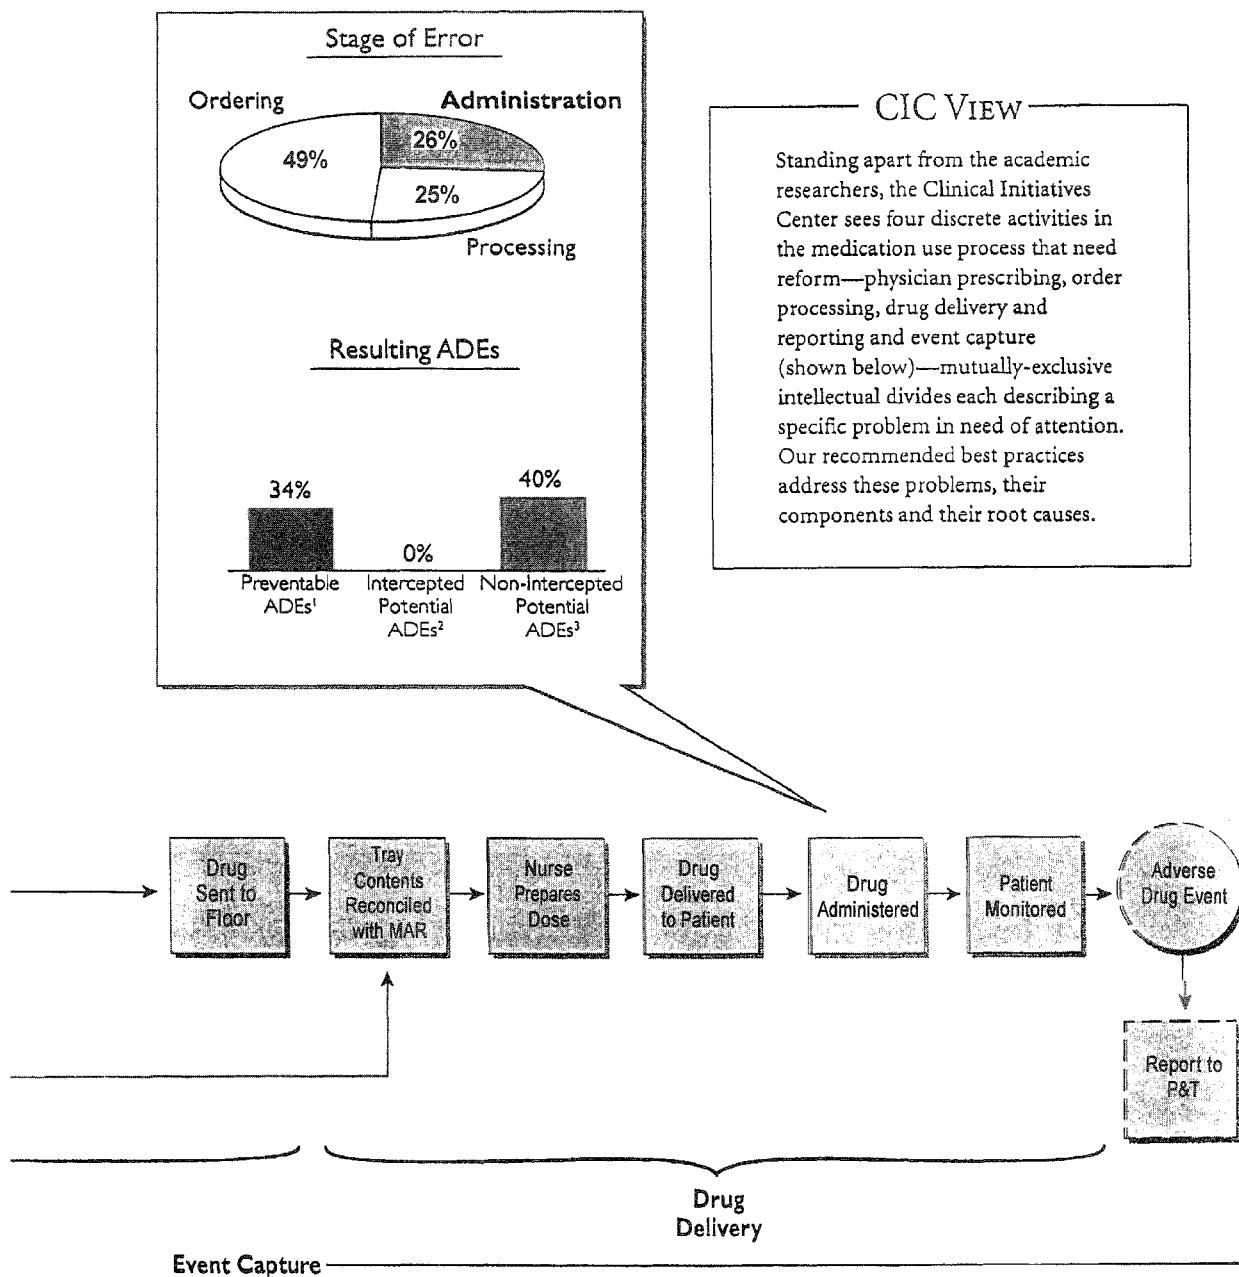 Stage of Error
Ordering
Administration
49%
26%
25%
Processing
Resulting ADEs
34%
0%
40%
Preventable
ADEs¹
Intercepted
Potential
ADEs²
Non-Intercepted
Potential
ADEs³
CIC VIEW
Standing apart from the academic
researchers, the Clinical Initiatives
Center sees four discrete activities in
the medication use process that need
reform—physician prescribing, order
processing, drug delivery and
reporting and event capture
(shown below)—mutually-exclusive
intellectual divides each describing a
specific problem in need of attention.
Our recommended best practices
address these problems, their
components and their root causes.
Drug
Sent to
Floor
Tray
Contents
Reconciled
with MAR
Nurse
Prepares
Dose
Drug
Delivered
to Patient
Drug
Administered
Patient
Monitored
Adverse
Drug Event
Report to
P&T
Drug
Delivery
Event Capture